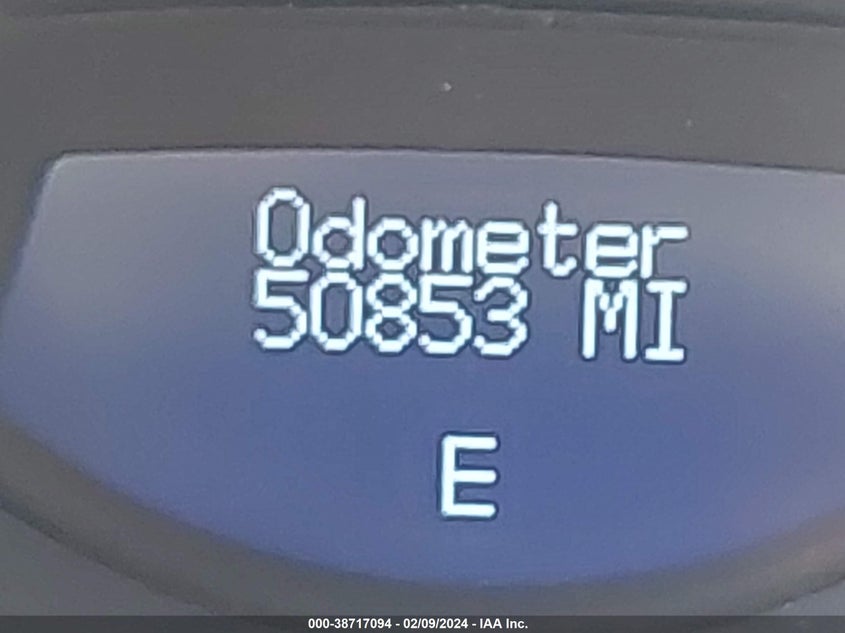 Odometer
50853 MI
E
000-38717094 - 02/09/2024 - IAA Inc.